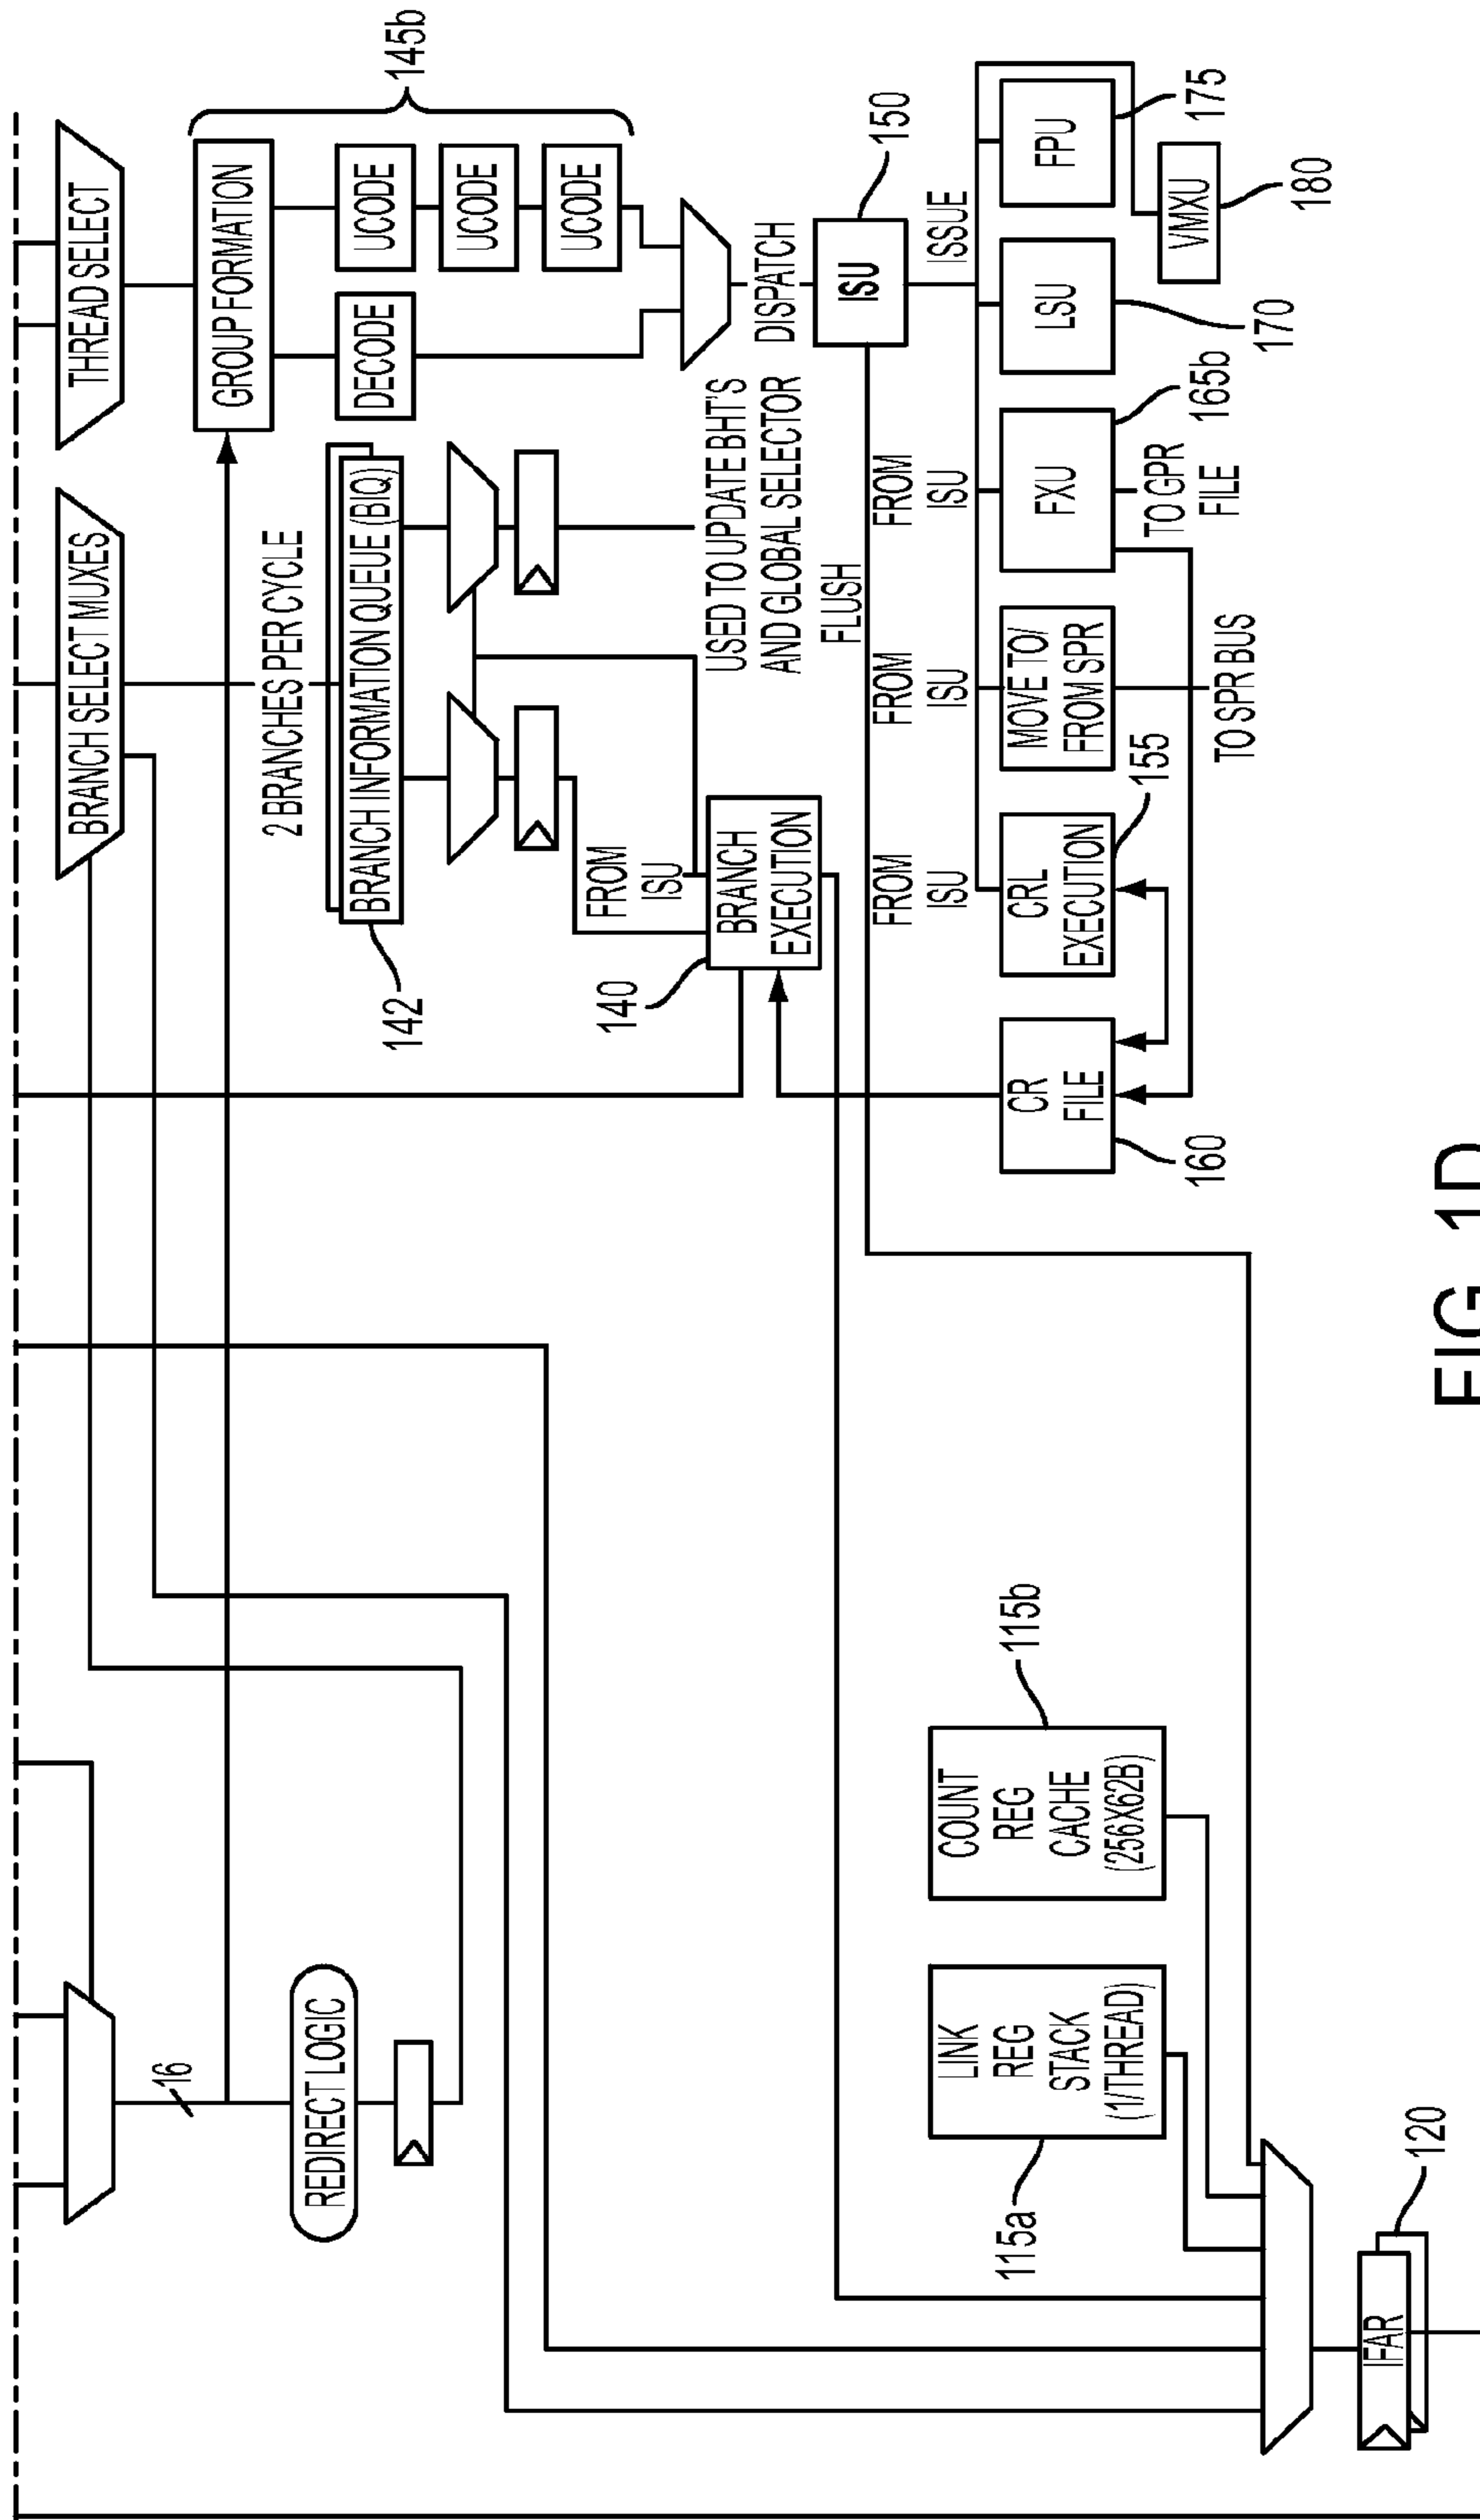 THREAD SELECT
GROUP FORMATION
UCODE
UCODE
UCODE
DECODE
145b
DISPATCH
ISU
150
ISSUE
FPU
175
VMXU
180
LSU
170
FXU
165b
FROM
ISU
TO GPR
FILE
BRANCH SELECT MUXES
2 BRANCHES PER CYCLE
BRANCH INFORMATION QUEUE (BIQ)
142
USED TO UPDATE BHT'S
AND GLOBAL SELECTOR
FLUSH
FROM
ISU
BRANCH
EXECUTION
140
FROM
ISU
MOVE TO/
FROM SPR
TO SPR BUS
FROM
ISU
CRL
EXECUTION
155
CR
FILE
160
16
REDIRECT LOGIC
COUNT
REG
CACHE
(256X62B)
115b
LINK
REG
STACK
(1/THREAD)
115a
IFAR
120
FIG. 1D